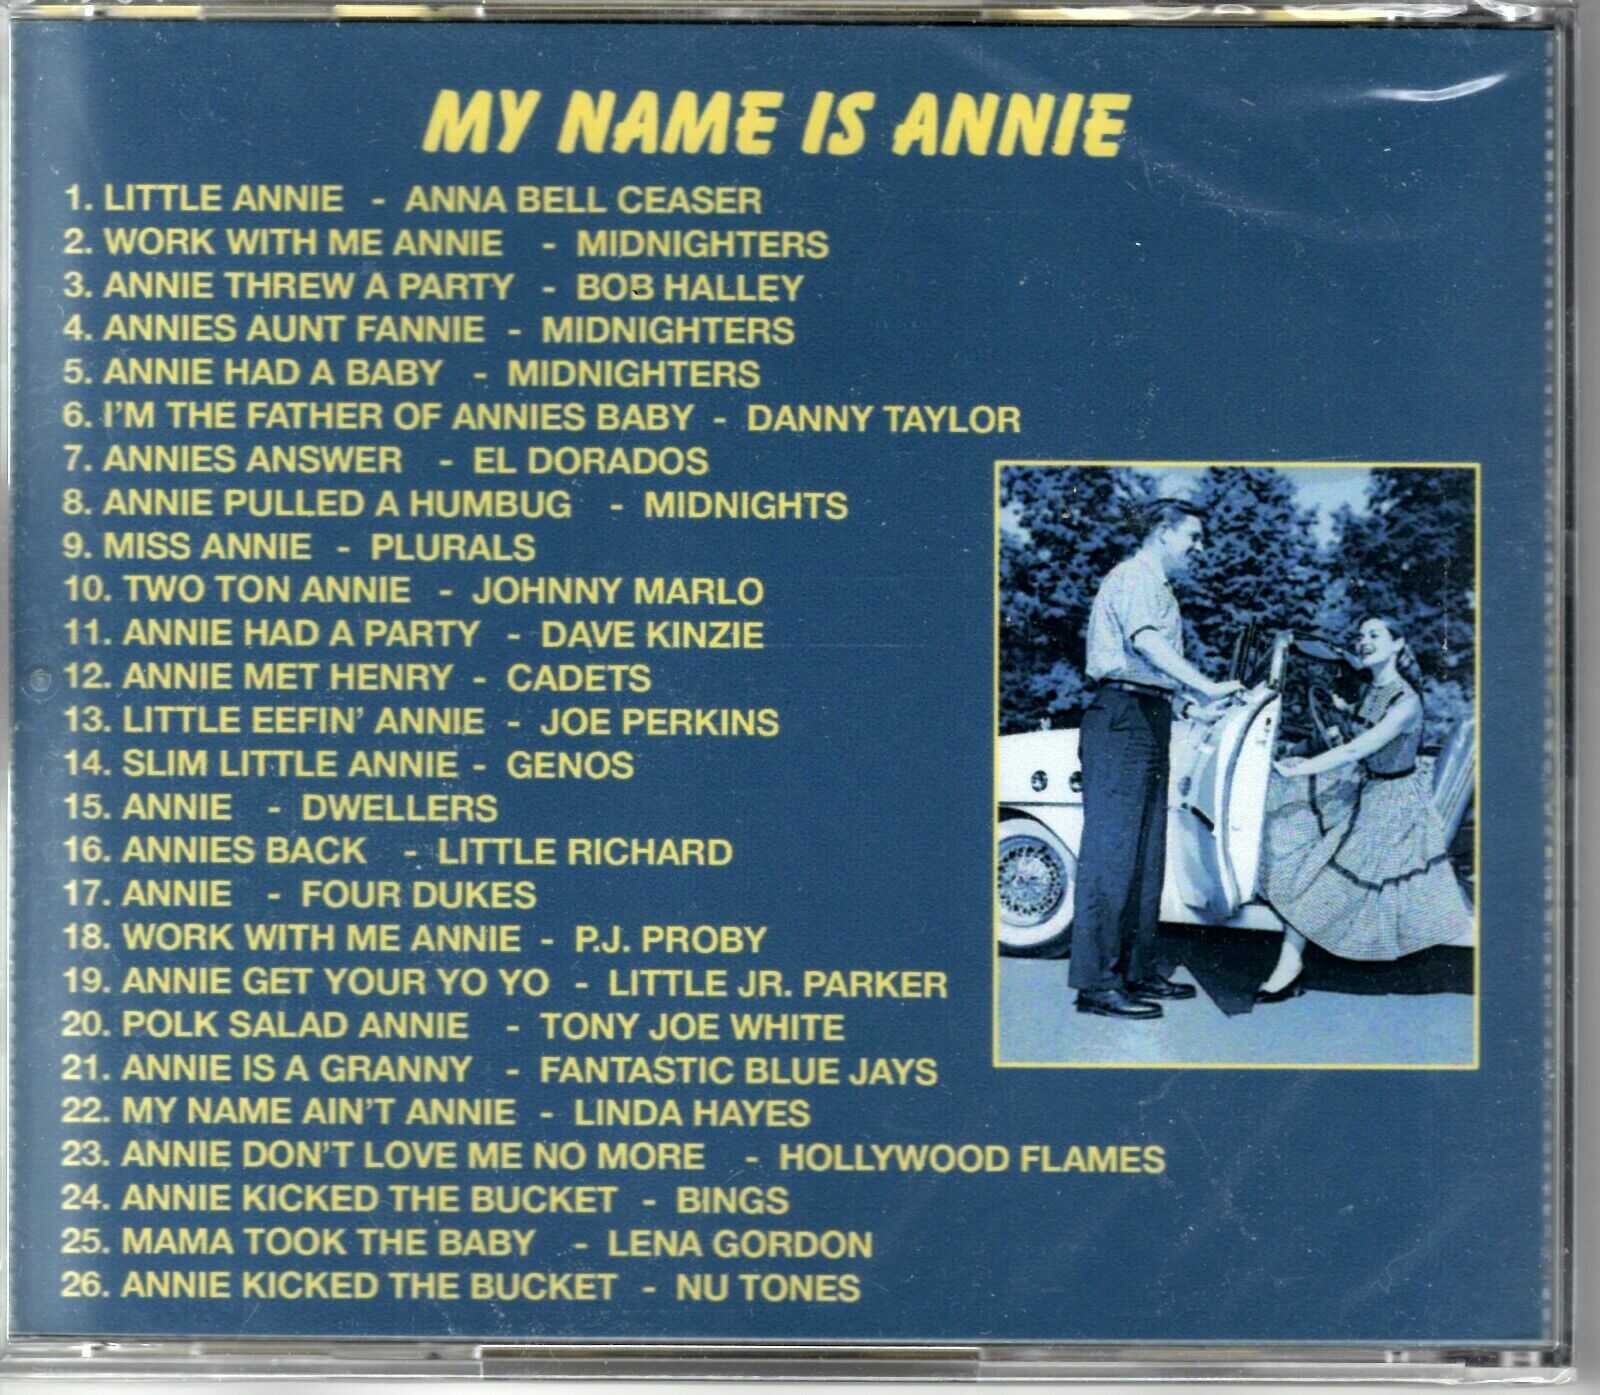 MY NAME IS ANNIE
1. LITTLE ANNIE - ANNA BELL CEASER
2. WORK WITH ME ANNIE - MIDNIGHTERS
3. ANNIE THREW A PARTY - BOB HALLEY
4. ANNIES AUNT FANNIE - MIDNIGHTERS
5. ANNIE HAD A BABY - MIDNIGHTERS
6. I'M THE FATHER OF ANNIES BABY - DANNY TAYLOR
7. ANNIES ANSWER - EL DORADOS
8. ANNIE PULLED A HUMBUG - MIDNIGHTS
9. MISS ANNIE - PLURALS
10. TWO TON ANNIE - JOHNNY MARLO
11. ANNIE HAD A PARTY - DAVE KINZIE
12. ANNIE MET HENRY - CADETS
13. LITTLE EEFIN' ANNIE - JOE PERKINS
14. SLIM LITTLE ANNIE - GENOS
15. ANNIE - DWELLERS
16. ANNIES BACK - LITTLE RICHARD
17. ANNIE - FOUR DUKES
18. WORK WITH ME ANNIE - P.J. PROBY
19. ANNIE GET YOUR YO YO - LITTLE JR. PARKER
20. POLK SALAD ANNIE - TONY JOE WHITE
21. ANNIE IS A GRANNY - FANTASTIC BLUE JAYS
22. MY NAME AIN'T ANNIE - LINDA HAYES
23. ANNIE DON'T LOVE ME NO MORE - HOLLYWOOD FLAMES
24. ANNIE KICKED THE BUCKET - BINGS
25. MAMA TOOK THE BABY - LENA GORDON
26. ANNIE KICKED THE BUCKET - NU TONES